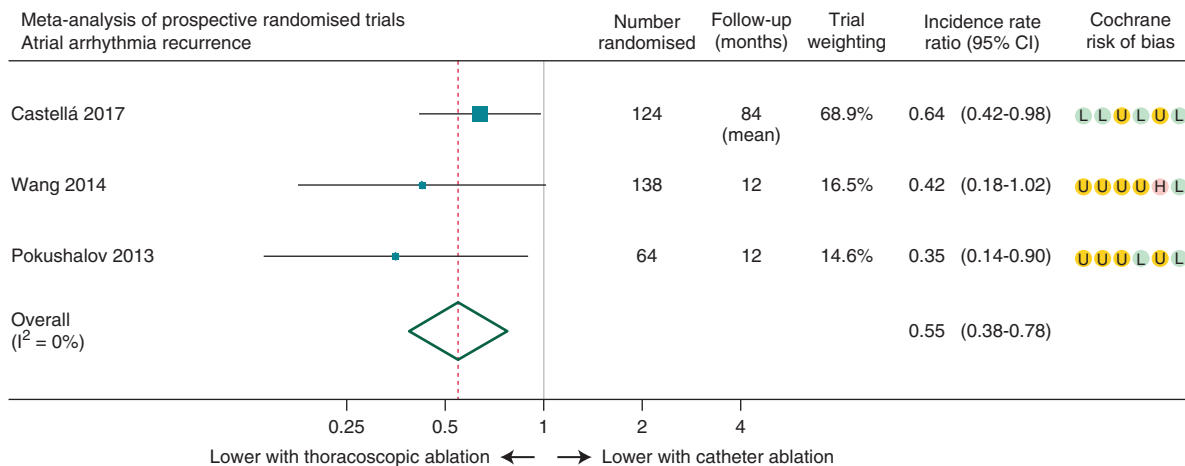 Meta-analysis of prospective randomised trials
Atrial arrhythmia recurrence
Number randomised
Follow-up (months)
Trial weighting
Incidence rate ratio (95% CI)
Cochrane risk of bias
Castellá 2017 124 84 (mean) 68.9% 0.64 (0.42-0.98) L L U L U L
Wang 2014 138 12 16.5% 0.42 (0.18-1.02) U U U U H L
Pokushalov 2013 64 12 14.6% 0.35 (0.14-0.90) U U U L U L
Overall 0.55 (0.38-0.78)
(I² = 0%)
0.25 0.5 1 2 4
Lower with thoracoscopic ablation ← → Lower with catheter ablation